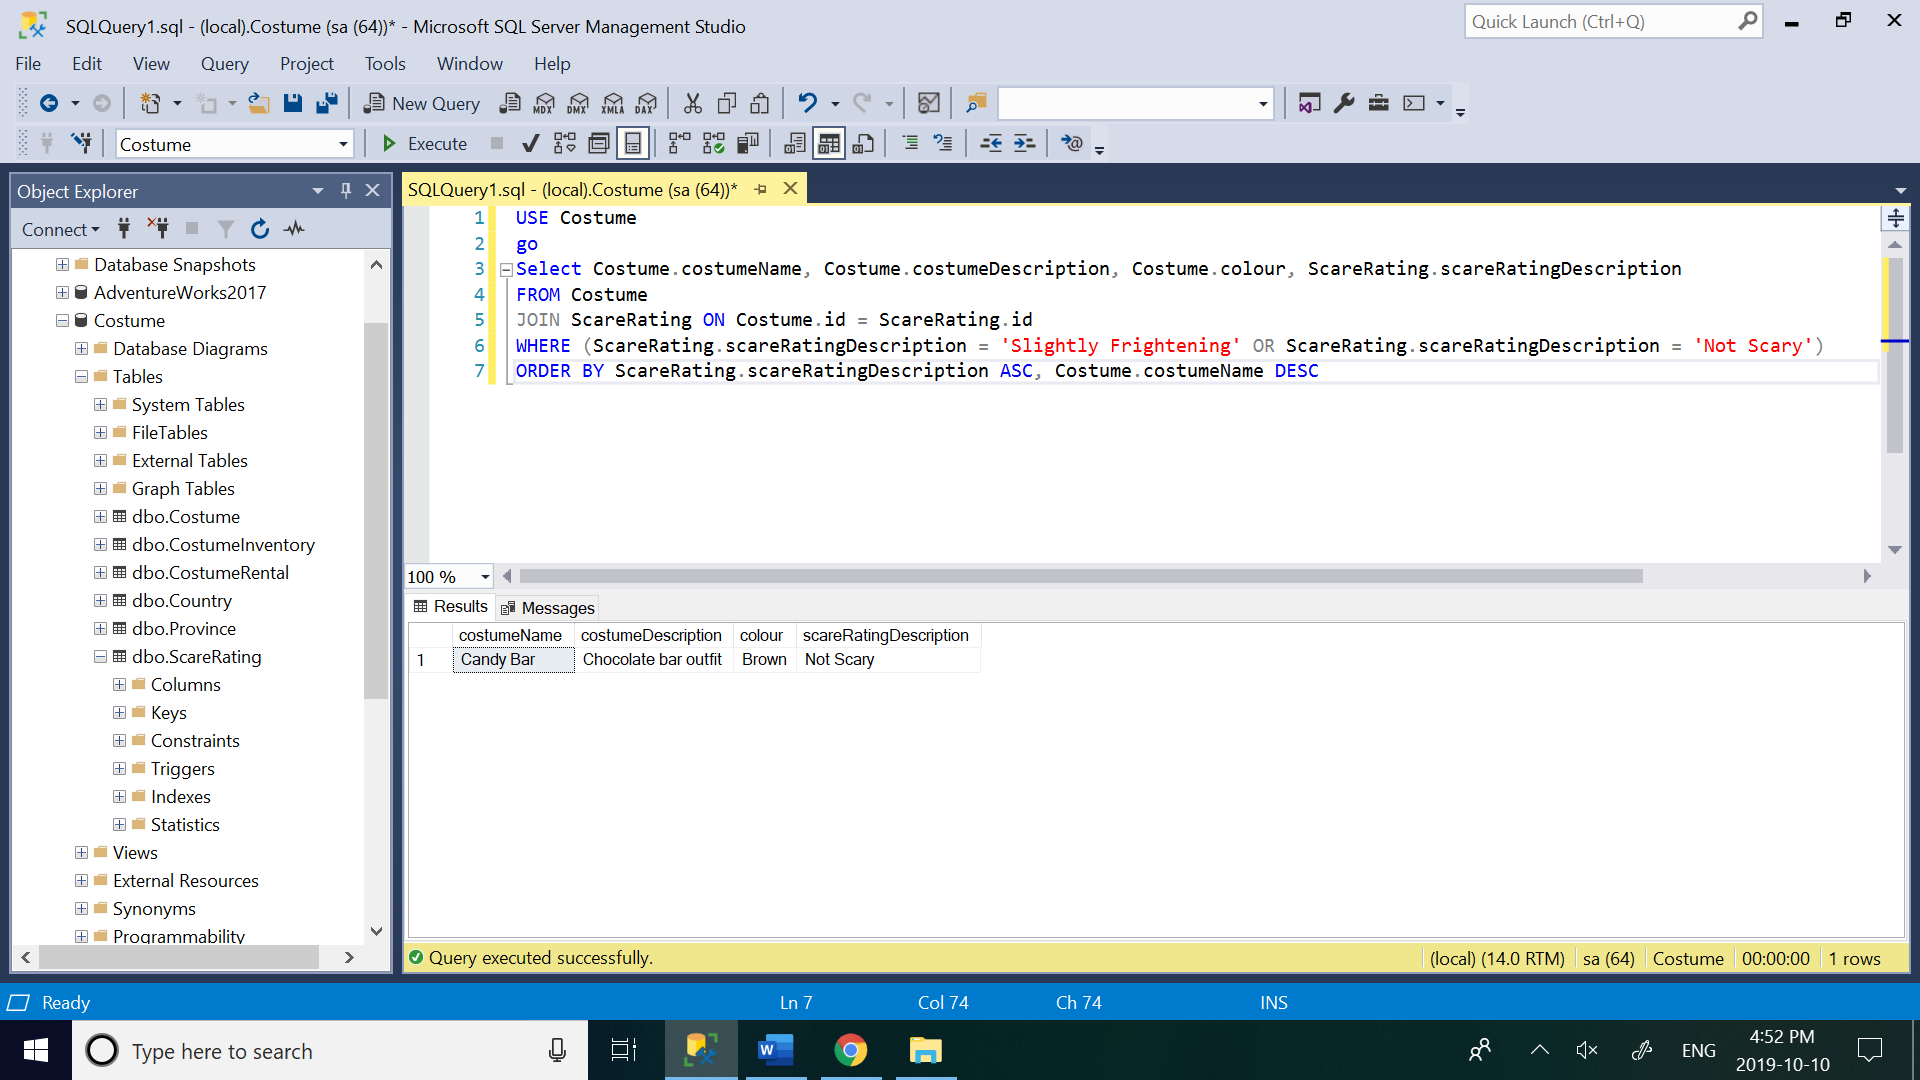 SQLQuery1.sql - (local).Costume (sa (64))* - Microsoft SQL Server Management Studio
Quick Launch (Ctrl+Q)
File Edit View Query Project Tools Window Help
New Query MDX DMX XMLA DAX
Costume Execute
Object Explorer
Connect
Database Snapshots
AdventureWorks2017
Costume
Database Diagrams
Tables
System Tables
FileTables
External Tables
Graph Tables
dbo.Costume
dbo.CostumeInventory
dbo.CostumeRental
dbo.Country
dbo.Province
dbo.ScareRating
Columns
Keys
Constraints
Triggers
Indexes
Statistics
Views
External Resources
Synonyms
Programmability
SQLQuery1.sql - (local).Costume (sa (64))*
1 USE Costume
2 go
3 Select Costume.costumeName, Costume.costumeDescription, Costume.colour, ScareRating.scareRatingDescription
4 FROM Costume
5 JOIN ScareRating ON Costume.id = ScareRating.id
6 WHERE (ScareRating.scareRatingDescription = 'Slightly Frightening' OR ScareRating.scareRatingDescription = 'Not Scary')
7 ORDER BY ScareRating.scareRatingDescription ASC, Costume.costumeName DESC
100 %
Results Messages
costumeName costumeDescription colour scareRatingDescription
1 Candy Bar Chocolate bar outfit Brown Not Scary
Query executed successfully. (local) (14.0 RTM) sa (64) Costume 00:00:00 1 rows
Ready Ln 7 Col 74 Ch 74 INS
Type here to search
ENG
4:52 PM
2019-10-10